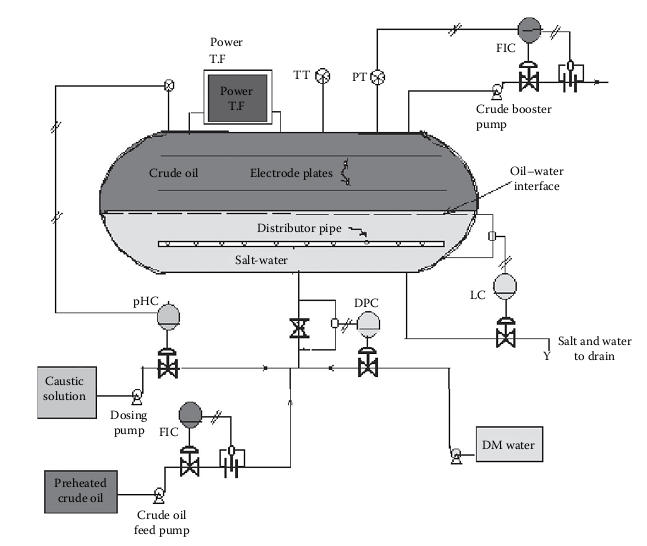 Power
T.F
Power
T.F
TT
PT
FIC
Crude booster
pump
Crude oil
Electrode plates
Oil–water
interface
Distributor pipe
Salt-water
pHC
DPC
LC
Salt and water
to drain
Caustic
solution
Dosing
pump
FIC
DM water
Preheated
crude oil
Crude oil
feed pump